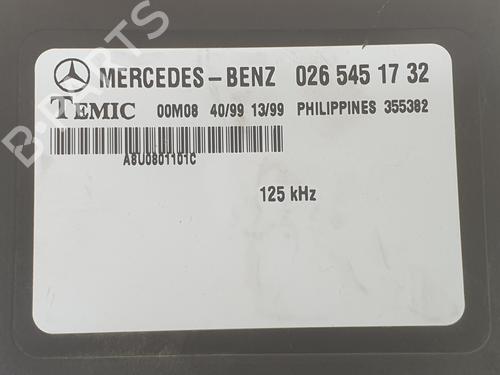 MERCEDES-BENZ 026 545 17 32
TEMIC 00M08 40/99 13/99 PHILIPPINES 355382
A8U0801101C
125 kHz
B-PARTS